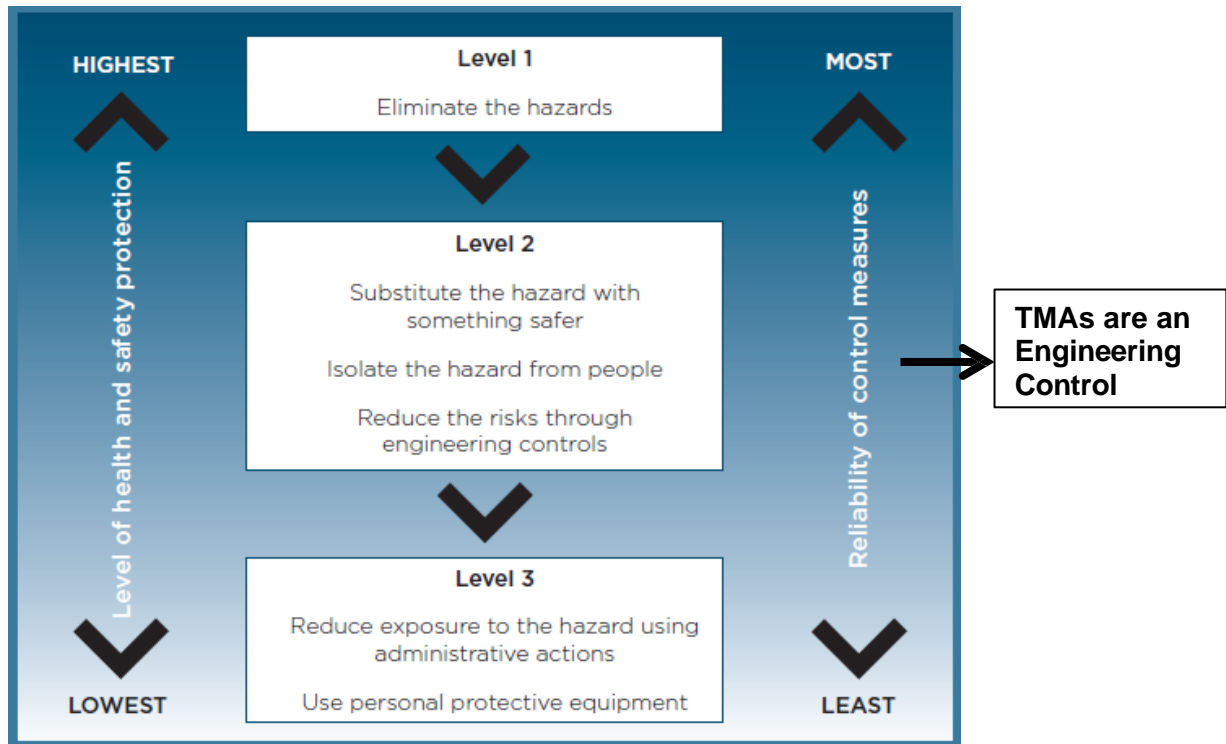 HIGHEST
Level 1
MOST
Eliminate the hazards
Level of health and safety protection
Level 2
Substitute the hazard with
something safer
Isolate the hazard from people
Reduce the risks through
engineering controls
Reliability of control measures
TMAs are an
Engineering
Control
Level 3
Reduce exposure to the hazard using
administrative actions
Use personal protective equipment
LOWEST
LEAST